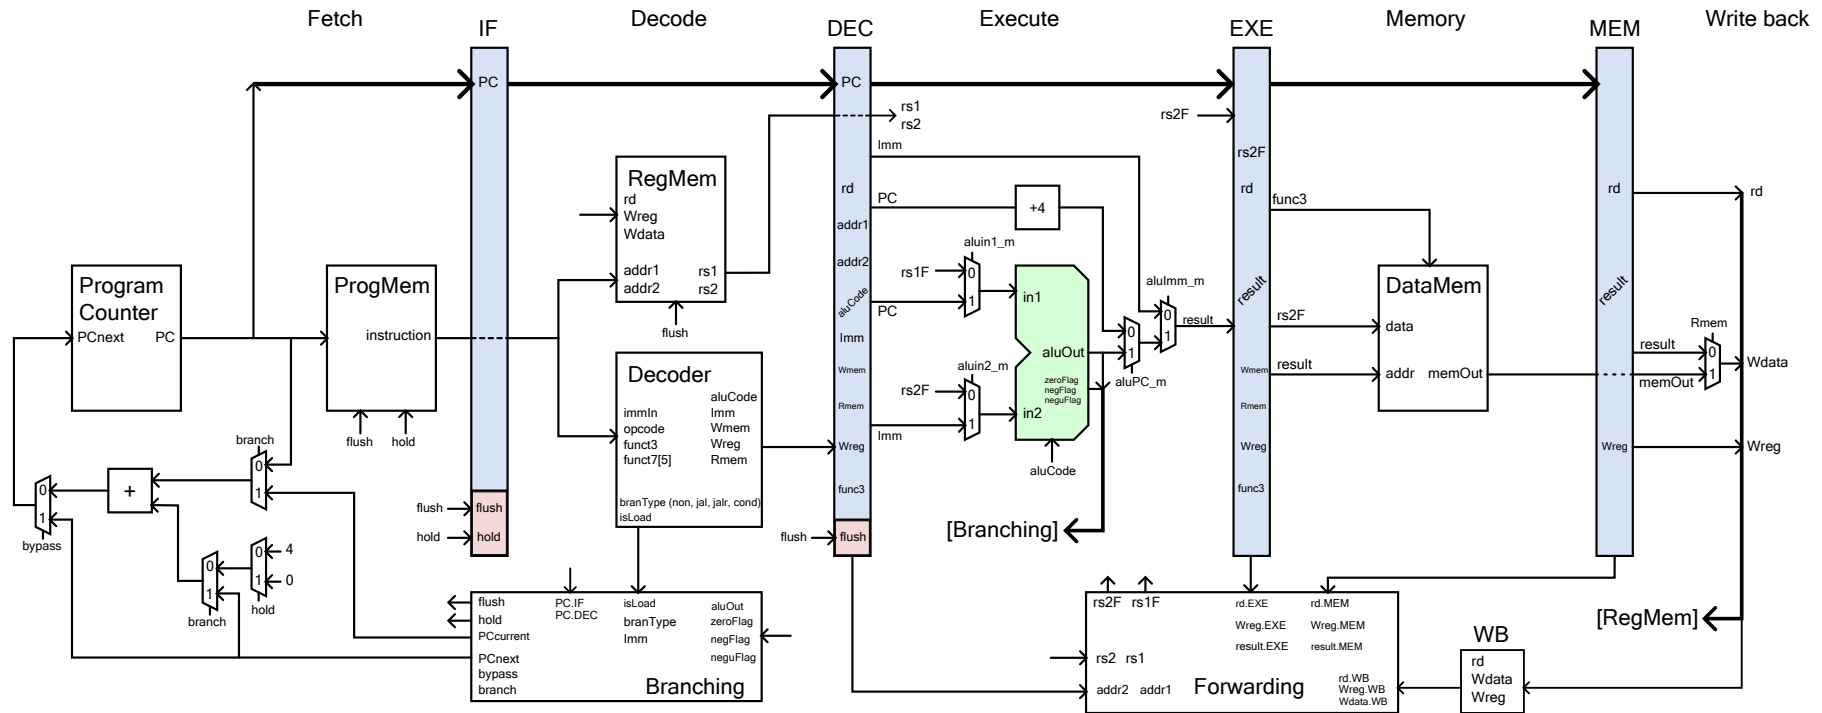 Fetch
IF
Decode
DEC
Execute
EXE
Memory
MEM
Write back
PC
PC
rs1
rs2
rs2F
Imm
RegMem
rd
Wreg
Wdata
addr1
addr2
rs1
rs2
flush
rd
addr1
addr2
aluCode
Imm
Wmem
Rmem
Wreg
func3
flush
flush
PC
+4
aluin1_m
rs1F
0
1
PC
in1
aluOut
zeroFlag
negFlag
neguFlag
in2
aluCode
aluin2_m
rs2F
0
1
Imm
aluImm_m
0
1
0
1
aluPC_m
result
[Branching]
rs2F
rd
result
Wmem
Rmem
Wreg
func3
func3
rs2F
result
DataMem
data
addr
memOut
rd
result
Wreg
rd
Rmem
result
0
1
memOut
Wdata
Wreg
Program
Counter
PCnext
PC
ProgMem
instruction
flush
hold
Decoder
aluCode
immIn
Imm
opcode
Wmem
funct3
Wreg
funct7[5]
Rmem
branType (non, jal, jalr, cond)
isLoad
branch
0
1
+
0
1
bypass
0
1
branch
0
4
1
0
hold
flush
flush
hold
hold
flush
hold
PCcurrent
PCnext
bypass
branch
PC.IF
PC.DEC
isLoad
branType
Imm
aluOut
zeroFlag
negFlag
neguFlag
Branching
rs2F
rs1F
rd.EXE
rd.MEM
Wreg.EXE
Wreg.MEM
result.EXE
result.MEM
rs2
rs1
addr2
addr1
Forwarding
rd.WB
Wreg.WB
Wdata.WB
WB
rd
Wdata
Wreg
[RegMem]